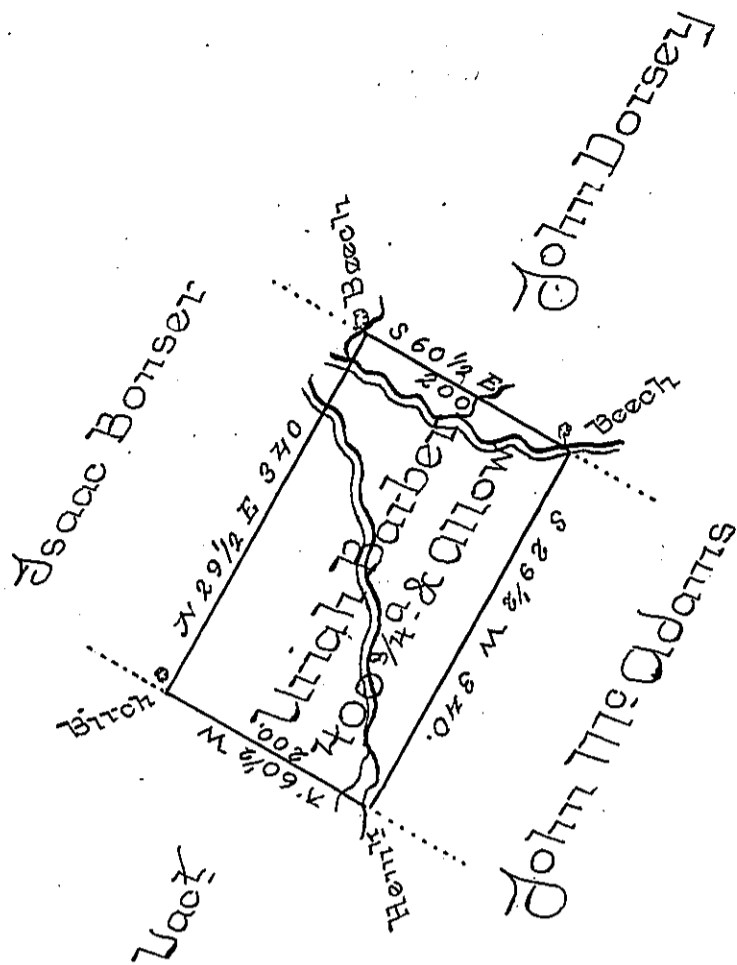 John Dorsey
Isaac Bonser
Beech
S 60 1/2 E
200
Beech
N 29 1/2 E 340
Uriah Barber
400 3/4 a & allow
S 29 1/2 W 340.
Birch
N 60 1/2 W
200.
Heml:k
John McAdams
Vact